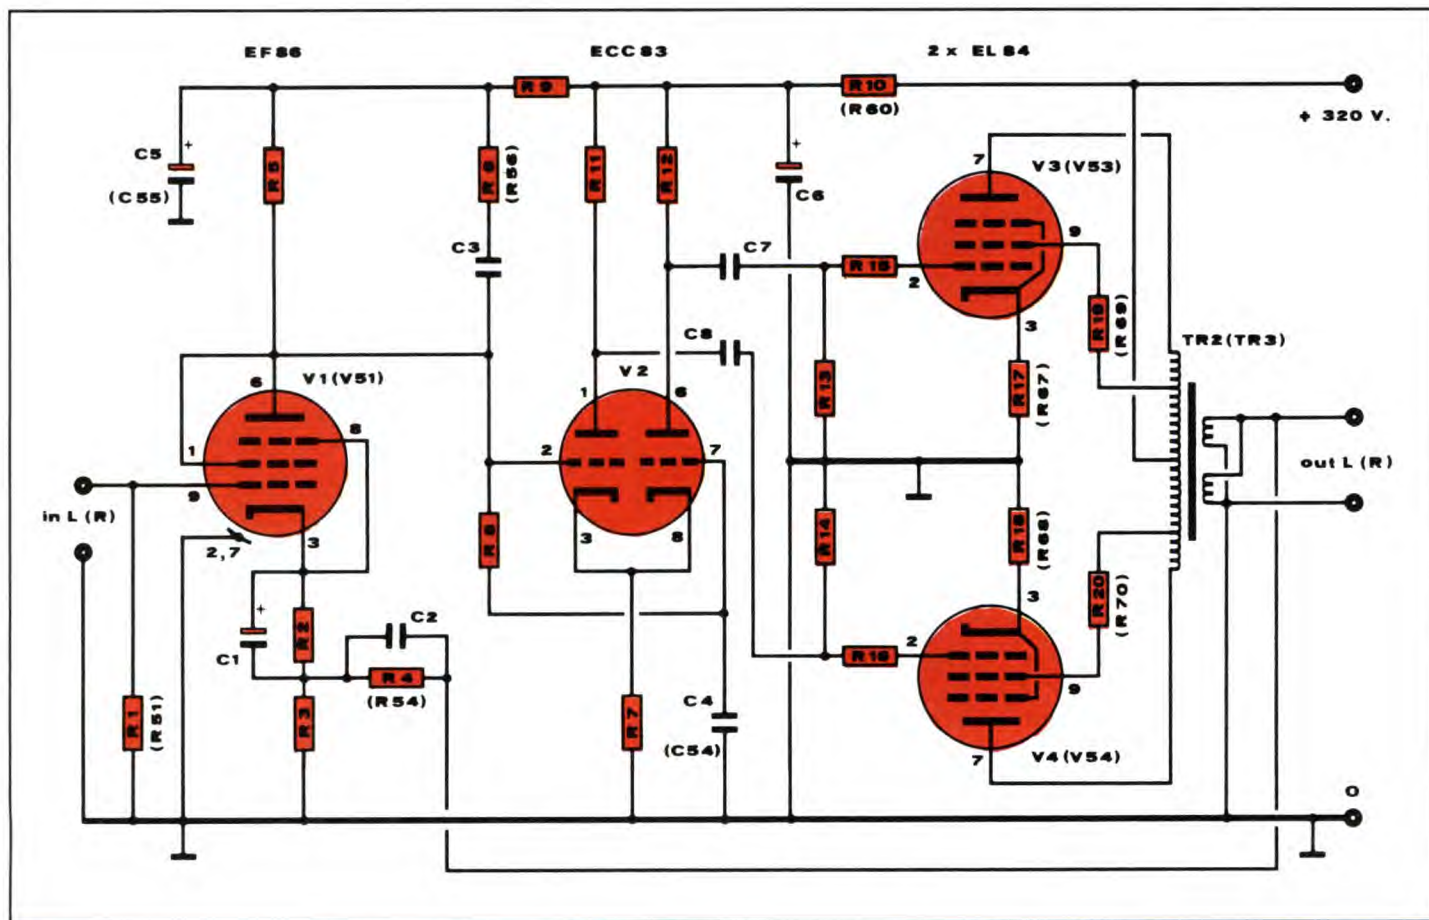 EF86
ECC83
2 x EL84
R9
R10
(R60)
+ 320 V.
C5
+
(C55)
R5
R6
(R56)
R11
R12
+
C6
7
V3(V53)
9
C3
C7
R15
2
3
R19
(R69)
TR2(TR3)
C8
6
V1(V51)
8
1
9
V2
1
6
2
7
3
8
R13
R17
(R67)
in L (R)
out L (R)
2,7
3
R8
R14
R18
(R68)
3
R20
(R70)
+
C1
R2
C2
R4
(R54)
2
R16
9
R1
(R51)
R3
R7
C4
(C54)
7
V4(V54)
0